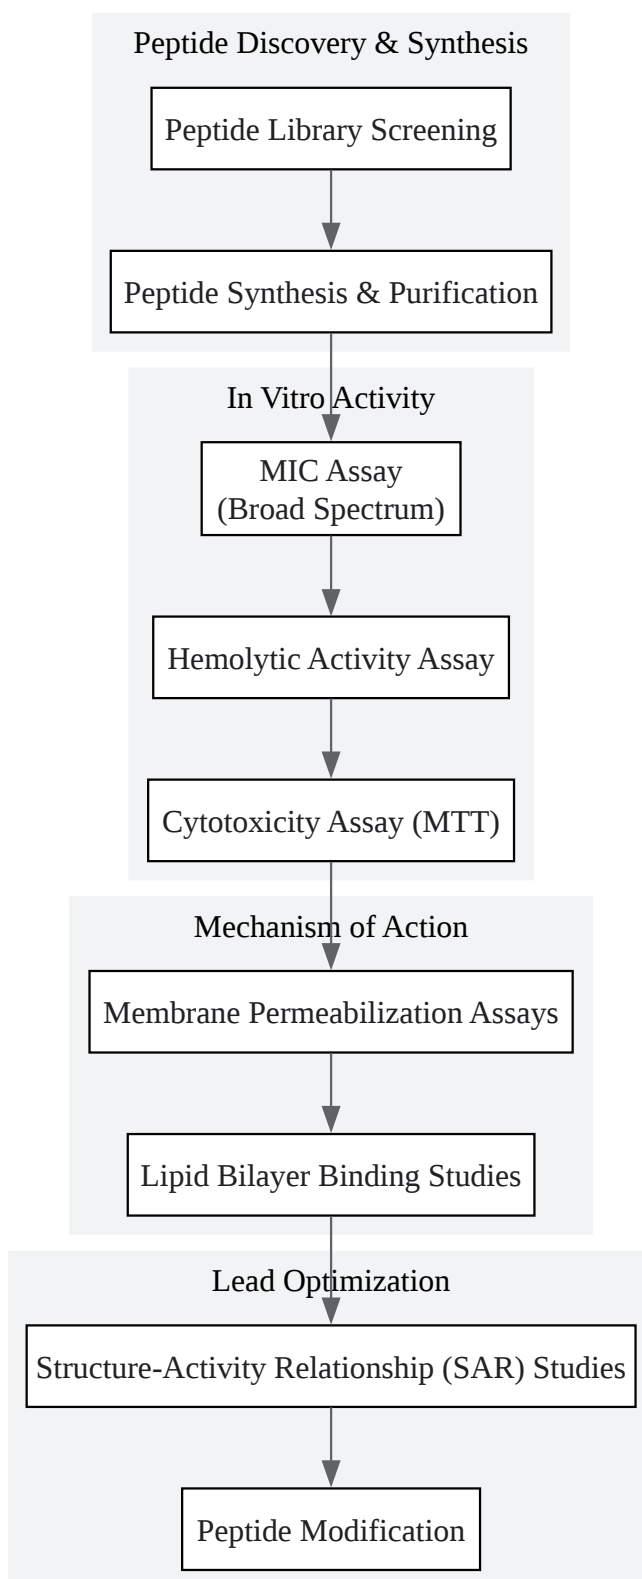 Peptide Discovery & Synthesis
Peptide Library Screening
Peptide Synthesis & Purification
In Vitro Activity
MIC Assay
(Broad Spectrum)
Hemolytic Activity Assay
Cytotoxicity Assay (MTT)
Mechanism of Action
Membrane Permeabilization Assays
Lipid Bilayer Binding Studies
Lead Optimization
Structure-Activity Relationship (SAR) Studies
Peptide Modification